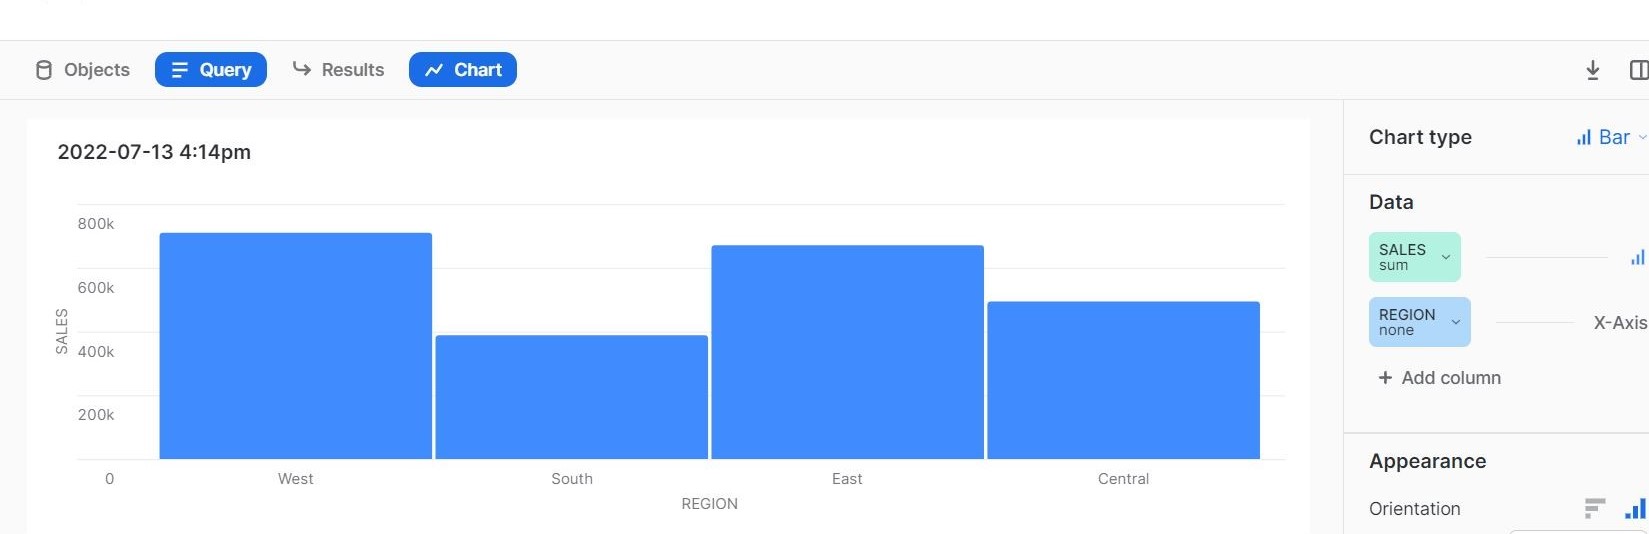 Objects Query Results Chart
2022-07-13 4:14pm
800k
600k
400k
200k
0
SALES
West South East Central
REGION
Chart type Bar
Data
SALES
sum
REGION
none
X-Axis
+ Add column
Appearance
Orientation